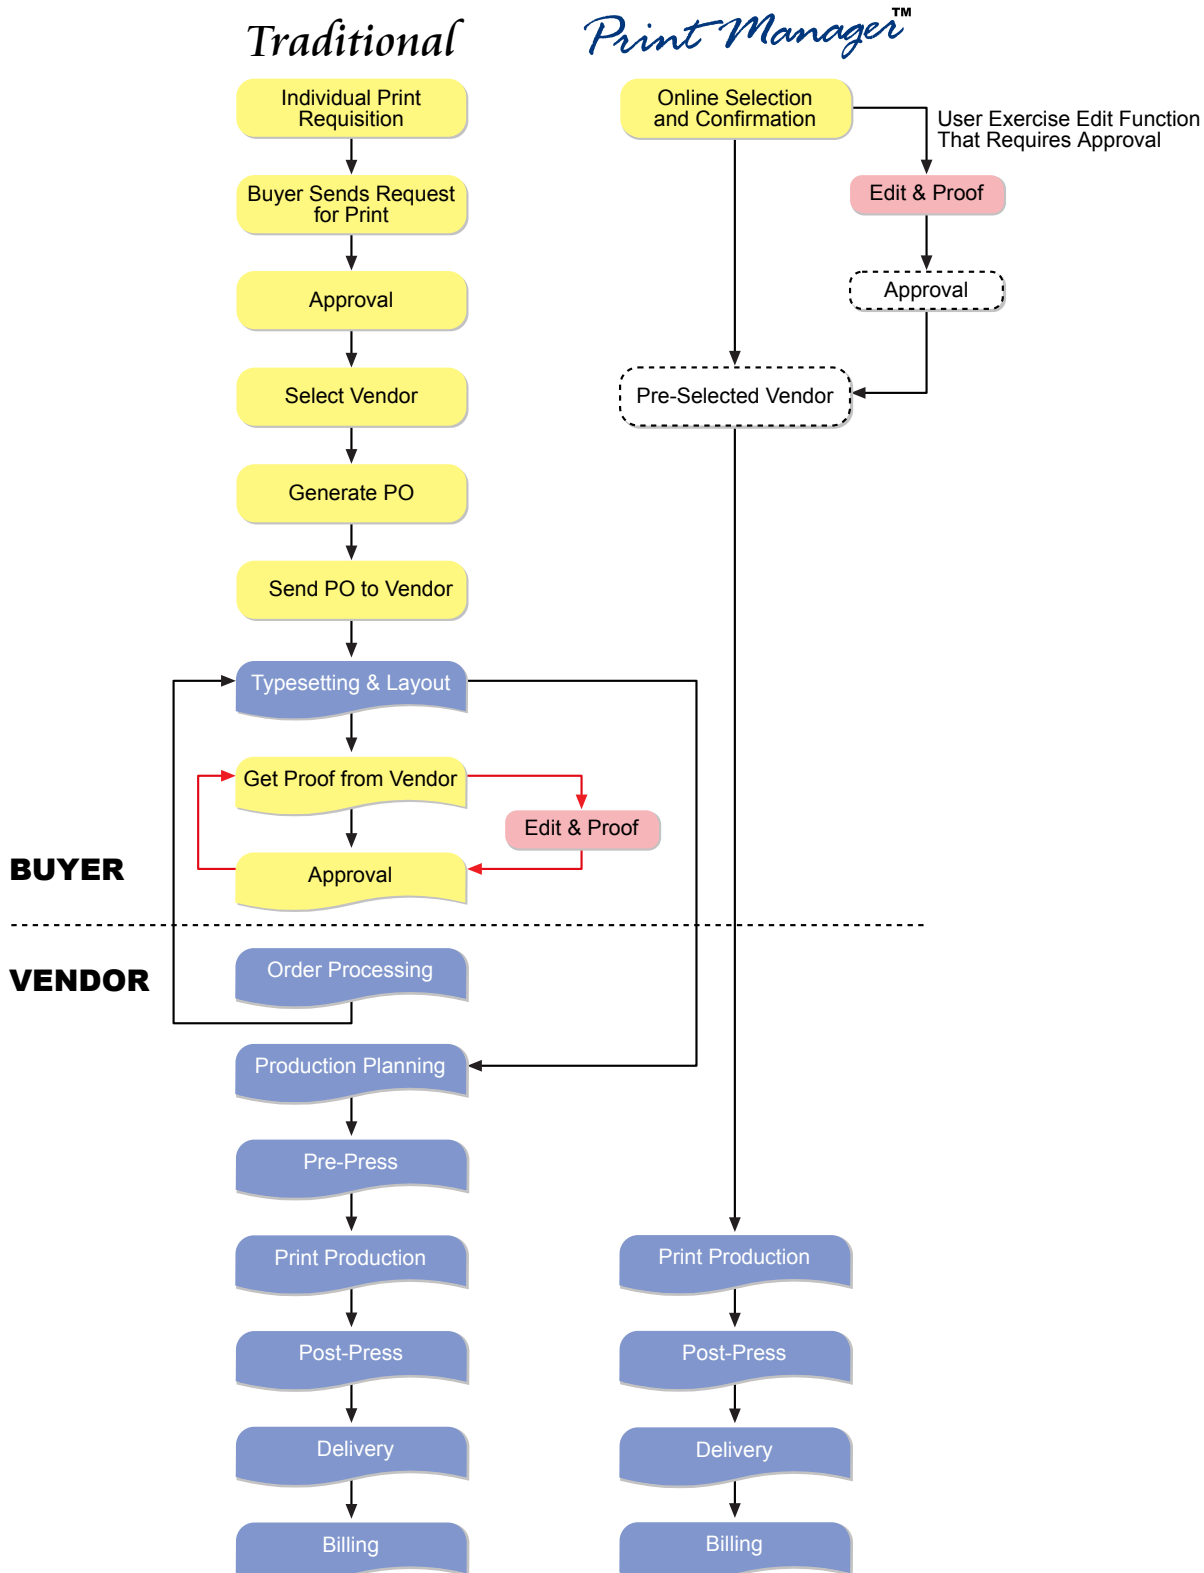 Traditional
Print Manager™
Individual Print
Requisition
Buyer Sends Request
for Print
Approval
Select Vendor
Generate PO
Send PO to Vendor
Typesetting & Layout
Get Proof from Vendor
Edit & Proof
Approval
Online Selection
and Confirmation
User Exercise Edit Function
That Requires Approval
Edit & Proof
Approval
Pre-Selected Vendor
BUYER
VENDOR
Order Processing
Production Planning
Pre-Press
Print Production
Post-Press
Delivery
Billing
Print Production
Post-Press
Delivery
Billing